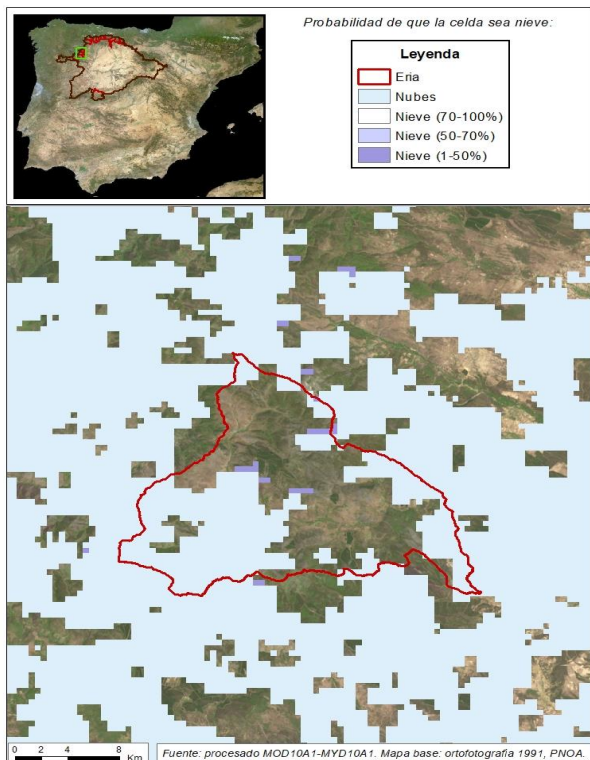 Probabilidad de que la celda sea nieve:
Leyenda
Eria
Nubes
Nieve (70-100%)
Nieve (50-70%)
Nieve (1-50%)
0 2 4 8
Km
Fuente: procesado MOD10A1-MYD10A1. Mapa base: ortofotografia 1991, PNOA.